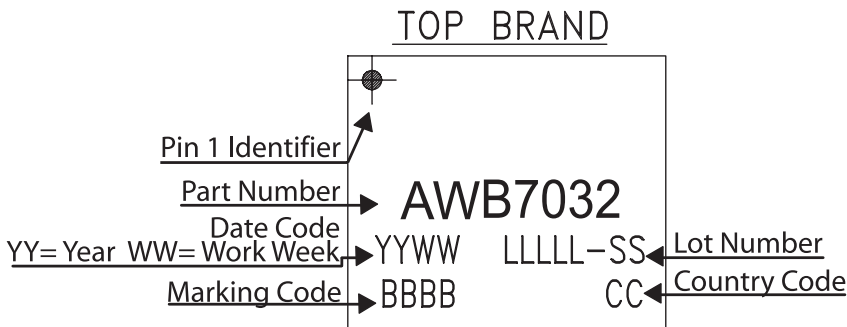 TOP BRAND
Pin 1 Identifier
Part Number
AWB7032
Date Code
YY= Year WW= Work Week
YYWW LLLLL-SS
Lot Number
Marking Code
BBBB CC
Country Code